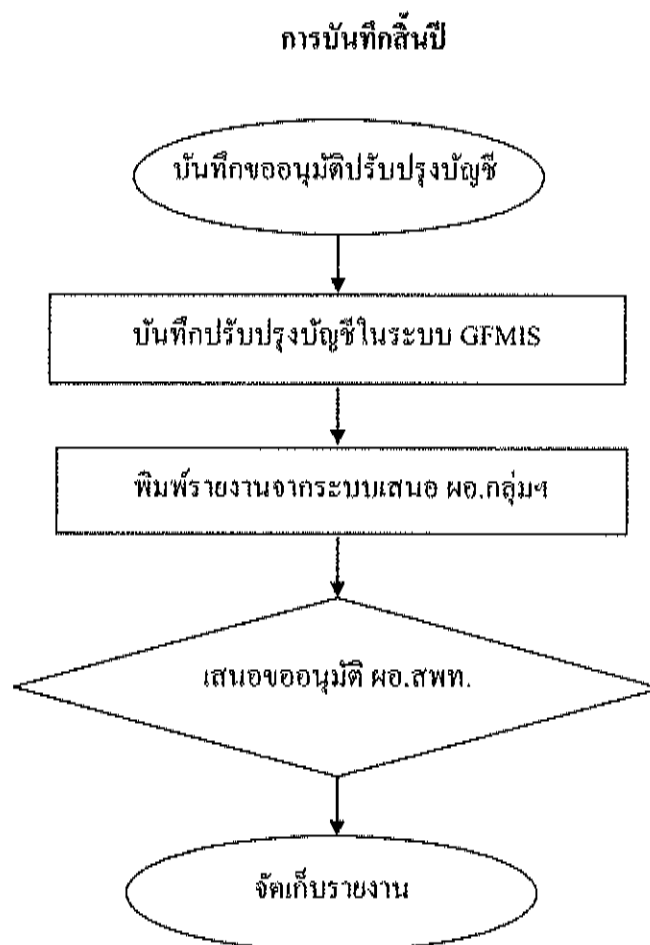 การบันทึกสิ้นปี
บันทึกขออนุมัติปรับปรุงบัญชี
บันทึกปรับปรุงบัญชีในระบบ GFMIS
พิมพ์รายงานจากระบบเสนอ ผอ.กลุ่มฯ
เสนอขออนุมัติ ผอ.สพท.
จัดเก็บรายงาน